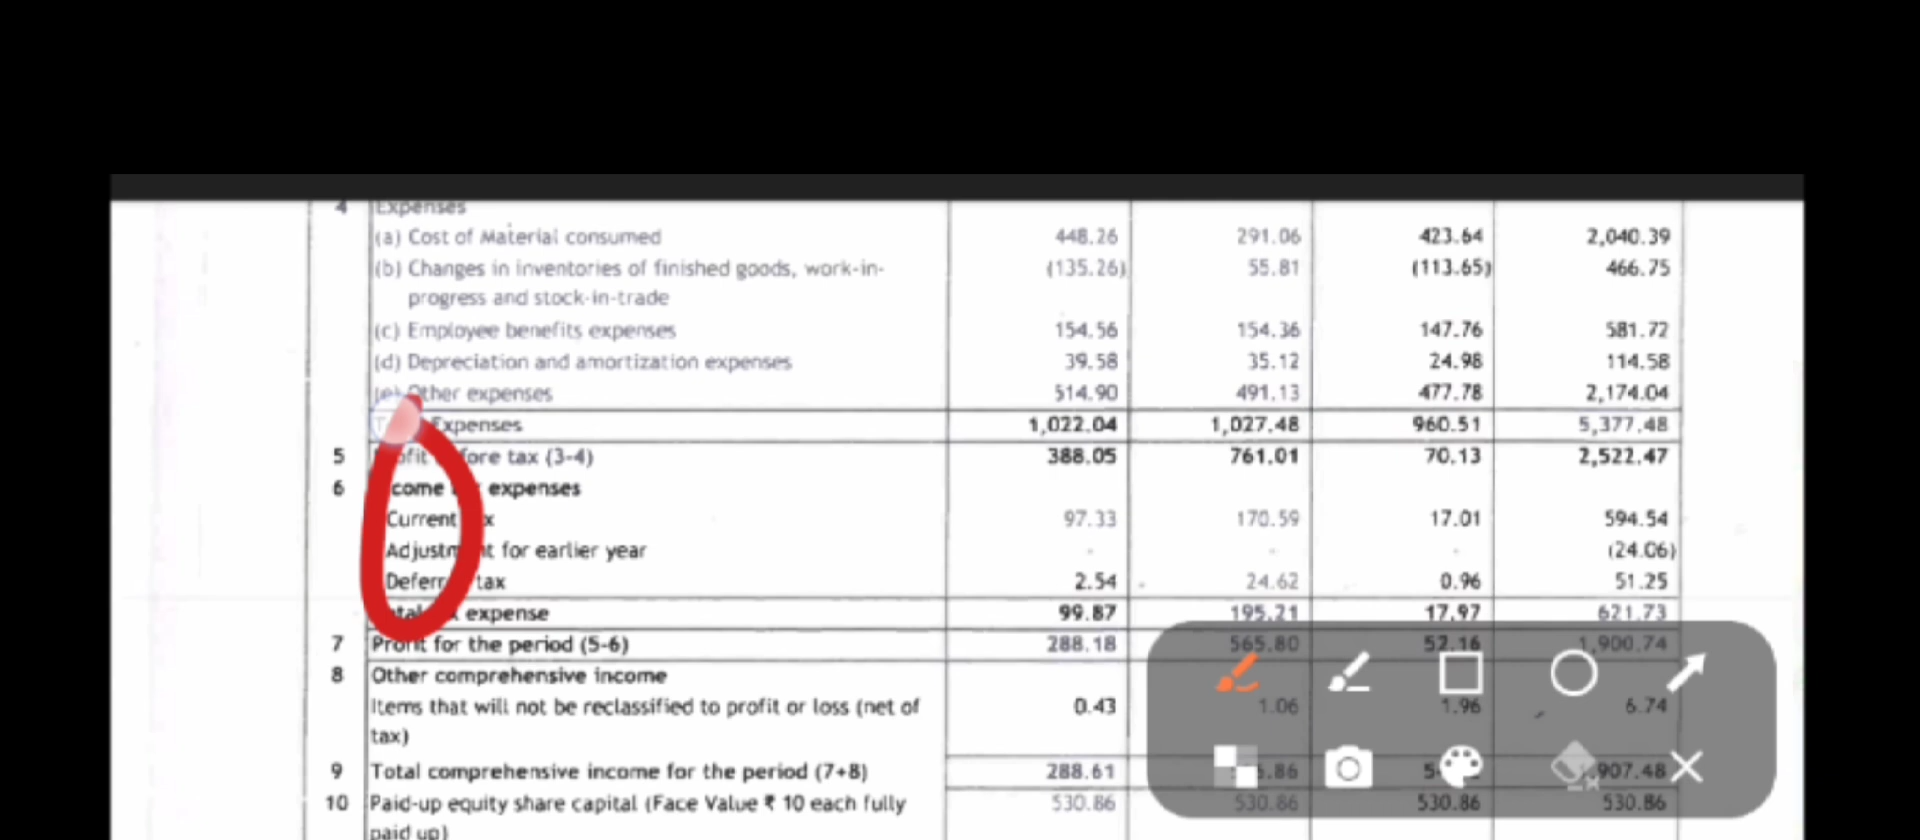 4 Expenses
(a) Cost of Material consumed 448.26 291.06 423.64 2,040.39
(b) Changes in inventories of finished goods, work-in- (135.26) 55.81 (113.65) 466.75
progress and stock-in-trade
(c) Employee benefits expenses 154.56 154.36 147.76 581.72
(d) Depreciation and amortization expenses 39.58 35.12 24.98 114.58
(e) Other expenses 514.90 491.13 477.78 2,174.04
Expenses 1,022.04 1,027.48 960.51 5,377.48
5 tax (3-4) 388.05 761.01 70.13 2,522.47
6 expenses
Current 97.33 170.59 17.01 594.54
for earlier year - - - (24.06)
tax 2.54 24.62 0.96 51.25
expense 99.87 195.21 17.97 621.73
7 Profit for the period (5-6) 288.18 565.80 52.16 1,900.74
8 Other comprehensive income
Items that will not be reclassified to profit or loss (net of 0.43 1.06 1.96 6.74
tax)
9 Total comprehensive income for the period (7+8) 288.61
10 Paid-up equity share capital (Face Value ₹ 10 each fully 530.86 530.86 530.86 530.86
paid up)